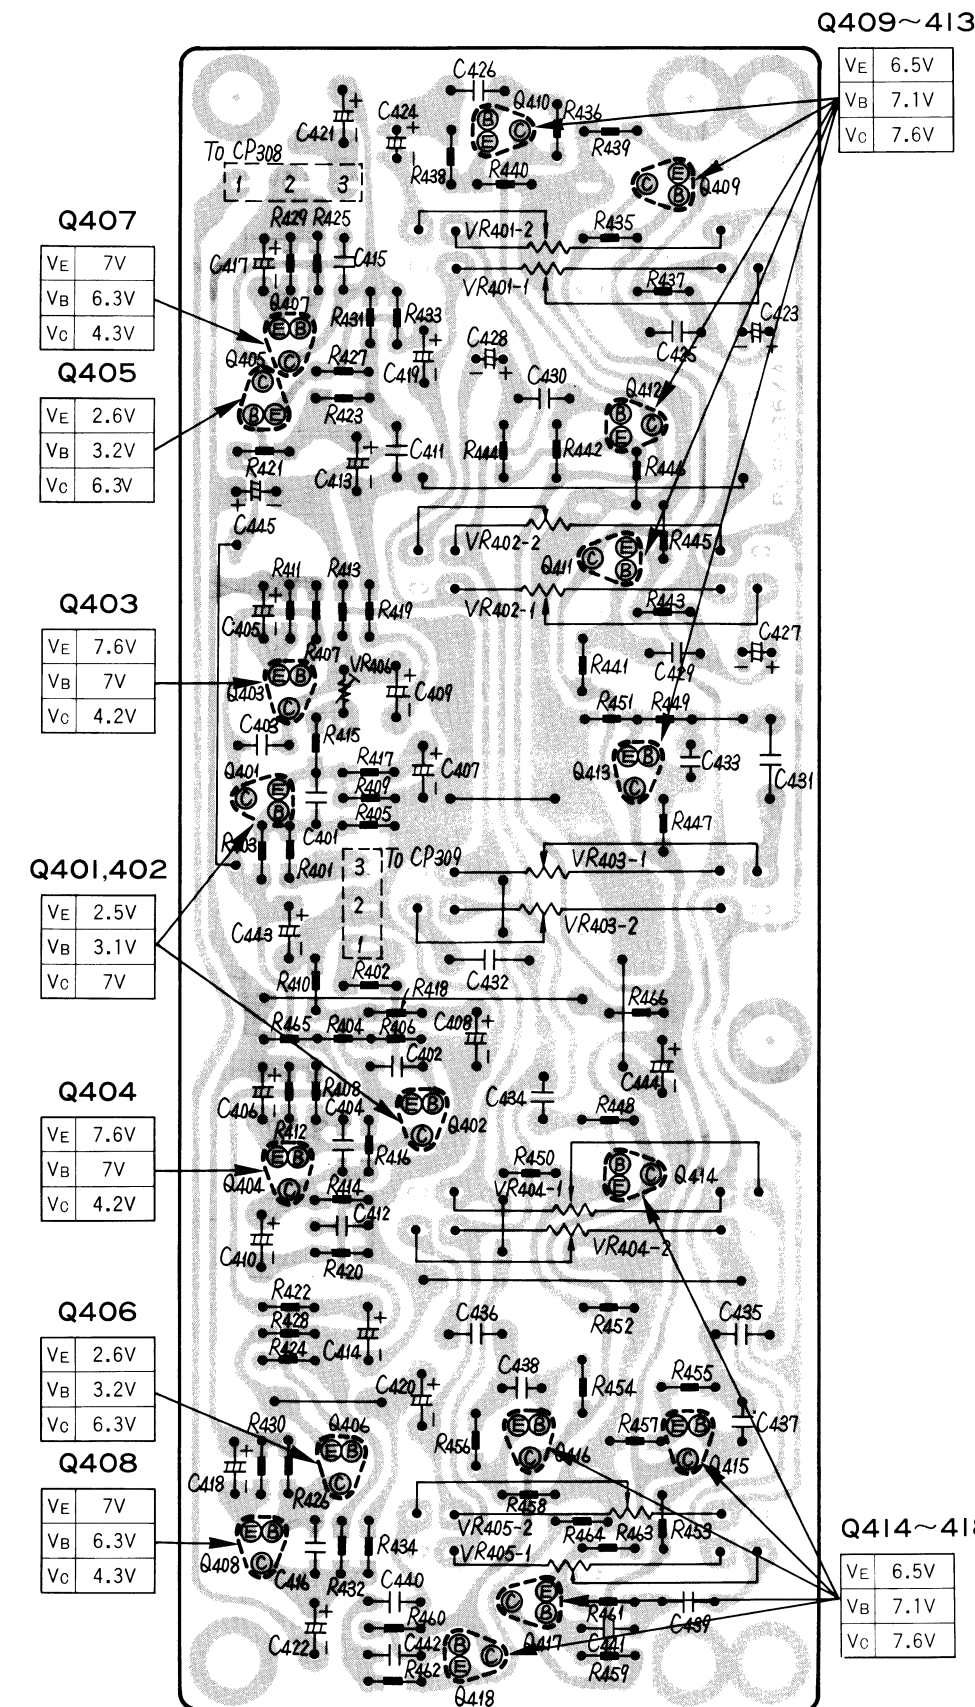 Q409~413
VE 6.5V
VB 7.1V
VC 7.6V
Q407
VE 7V
VB 6.3V
VC 4.3V
Q405
VE 2.6V
VB 3.2V
VC 6.3V
Q403
VE 7.6V
VB 7V
VC 4.2V
Q401,402
VE 2.5V
VB 3.1V
VC 7V
Q404
VE 7.6V
VB 7V
VC 4.2V
Q406
VE 2.6V
VB 3.2V
VC 6.3V
Q408
VE 7V
VB 6.3V
VC 4.3V
Q414~418
VE 6.5V
VB 7.1V
VC 7.6V
C426
C424 Q410 R436
C421
B C E
R439
To CP308
R438 R440
1 2 3
E C B Q409
R429 R425
VR401-2 R435
C417 C415
VR401-1 R437
Q407
R431 R433
C423
E B C
C428 C425
Q405 R427 C419
C B E
C430 Q412
R423
B C E
R421 C413 C411 R444 R442 R446
C445
VR402-2 R445
Q411 E C B
R411 R413
C405 R419
VR402-1 R443
R407 VR406
C427
C429
R441
Q403 E B C
C409
C403 R415
R451 R449
Q401 R417 C407
Q413 E B C C433 C431
C E B
R409
R405
C401
R447
R403 R401
To CP309
3 2 1
VR403-1
C443
VR403-2
R410 R402
C432
R418
R466
R465 R404 R406 C408
C402
C444
C406 R408 C404
C434
R448
E B C Q402
R412
R416
E B C
Q404
R414
R450
B C E Q414
VR404-1
C412
C410
VR404-2
R420
R422
R428
R424 C414
C436 C435
R452
C420 C438
R454 R455
R430 Q406
R456
E B C
Q416
R457
E B C
Q415
C437
C418
E B C
R426
R458
VR405-2
R464 R463 R453
Q408 E B C
C416 R432 R434
VR405-1
C440
E C B
Q417
R461 C439
C422
R460
C442
C441
R462
B C E
R459
Q418